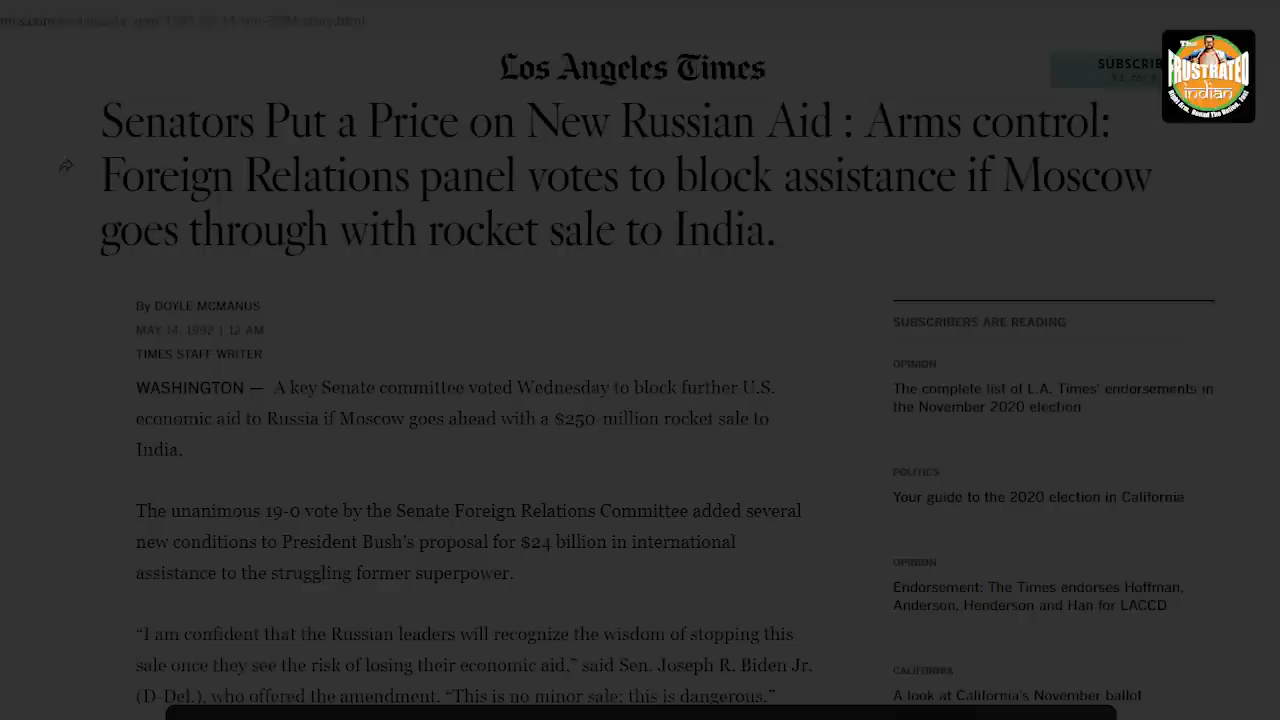 Los Angeles Times
SUBSCRIB
The
FRUSTRATED
indian
Senators Put a Price on New Russian Aid : Arms control:
Foreign Relations panel votes to block assistance if Moscow
goes through with rocket sale to India.
By DOYLE MCMANUS
MAY 14, 1992 | 12 AM
TIMES STAFF WRITER
WASHINGTON — A key Senate committee voted Wednesday to block further U.S.
economic aid to Russia if Moscow goes ahead with a $250-million rocket sale to
India.
The unanimous 19-0 vote by the Senate Foreign Relations Committee added several
new conditions to President Bush's proposal for $24 billion in international
assistance to the struggling former superpower.
“I am confident that the Russian leaders will recognize the wisdom of stopping this
sale once they see the risk of losing their economic aid,” said Sen. Joseph R. Biden Jr.
(D-Del.), who offered the amendment. “This is no minor sale; this is dangerous.”
SUBSCRIBERS ARE READING
OPINION
The complete list of L.A. Times' endorsements in
the November 2020 election
POLITICS
Your guide to the 2020 election in California
OPINION
Endorsement: The Times endorses Hoffman,
Anderson, Henderson and Han for LACCD
CALIFORNIA
A look at California's November ballot